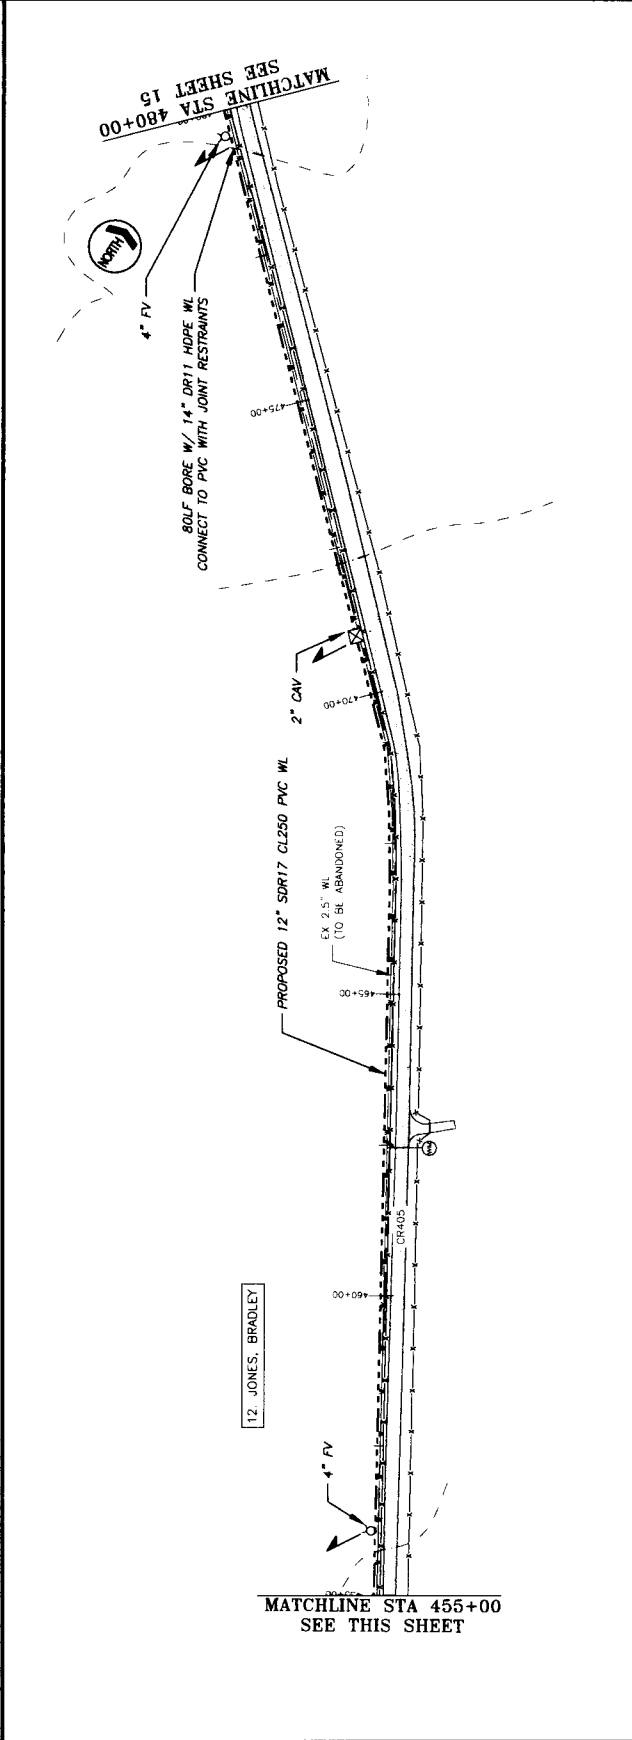 MATCHLINE STA 480+00
SEE SHEET 15
NORTH
4" FV
80LF BORE W/ 14" DR11 HDPE WL
CONNECT TO PVC WITH JOINT RESTRAINTS
475+00
2" CAV
470+00
PROPOSED 12" SDR17 CL250 PVC WL
EX 2.5" WL
(TO BE ABANDONED)
465+00
WM
CR405
460+00
12. JONES, BRADLEY
4" FV
MATCHLINE STA 455+00
SEE THIS SHEET